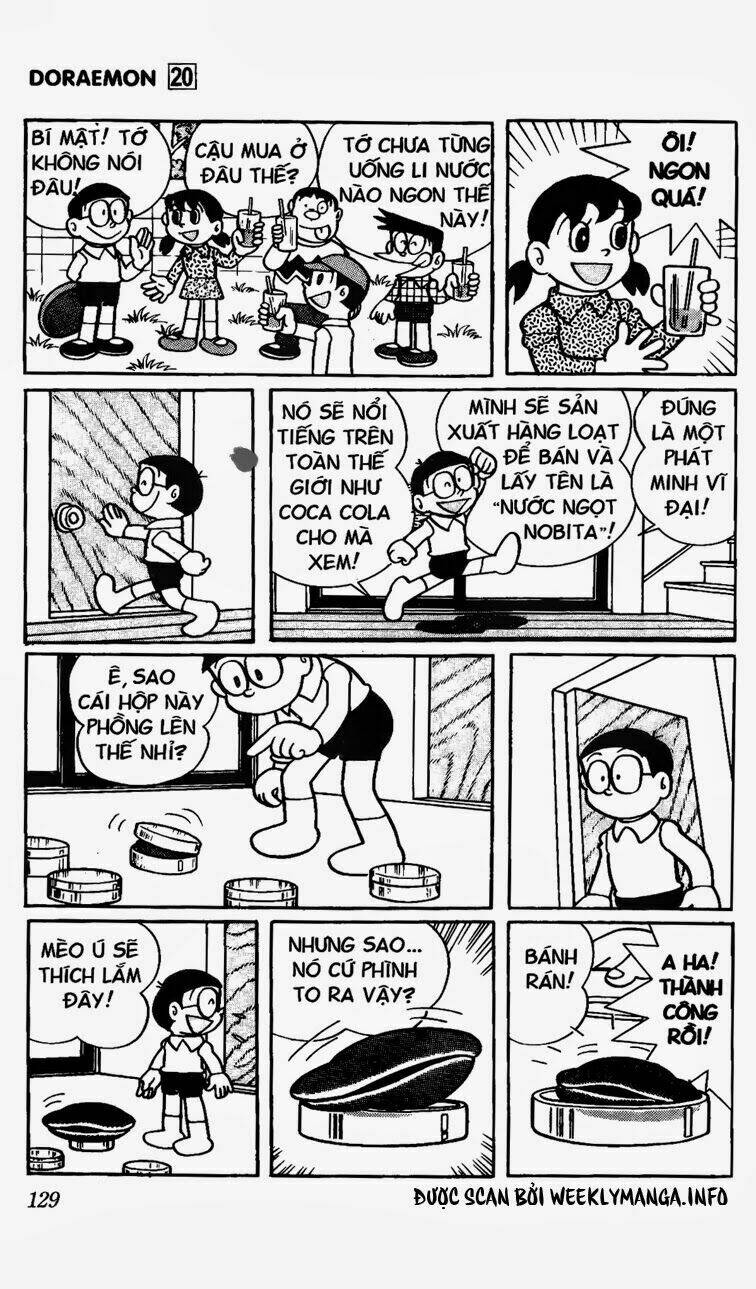 DORAEMON 20
ÔI!
NGON
QUÁ!
TỚ CHƯA TỪNG
UỐNG LI NƯỚC
NÀO NGON THẾ
NÀY!
CẬU MUA Ở
ĐÂU THẾ?
BÍ MẬT! TỚ
KHÔNG NÓI
ĐÂU!
ĐÚNG
LÀ MỘT
PHÁT
MINH VĨ
ĐẠI!
MÌNH SẼ SẢN
XUẤT HÀNG LOẠT
ĐỂ BÁN VÀ
LẤY TÊN LÀ
“NƯỚC NGỌT
NOBITA”!
NÓ SẼ NỔI
TIẾNG TRÊN
TOÀN THẾ
GIỚI NHƯ
COCA COLA
CHO MÀ
XEM!
Ê, SAO
CÁI HỘP NÀY
PHỒNG LÊN
THẾ NHỈ?
A HA!
THÀNH
CÔNG
RỒI!
BÁNH
RÁN!
NHƯNG SAO...
NÓ CỨ PHÌNH
TO RA VẬY?
MÈO Ú SẼ
THÍCH LẮM
ĐÂY!
129
ĐƯỢC SCAN BỞI WEEKLYMANGA.INFO